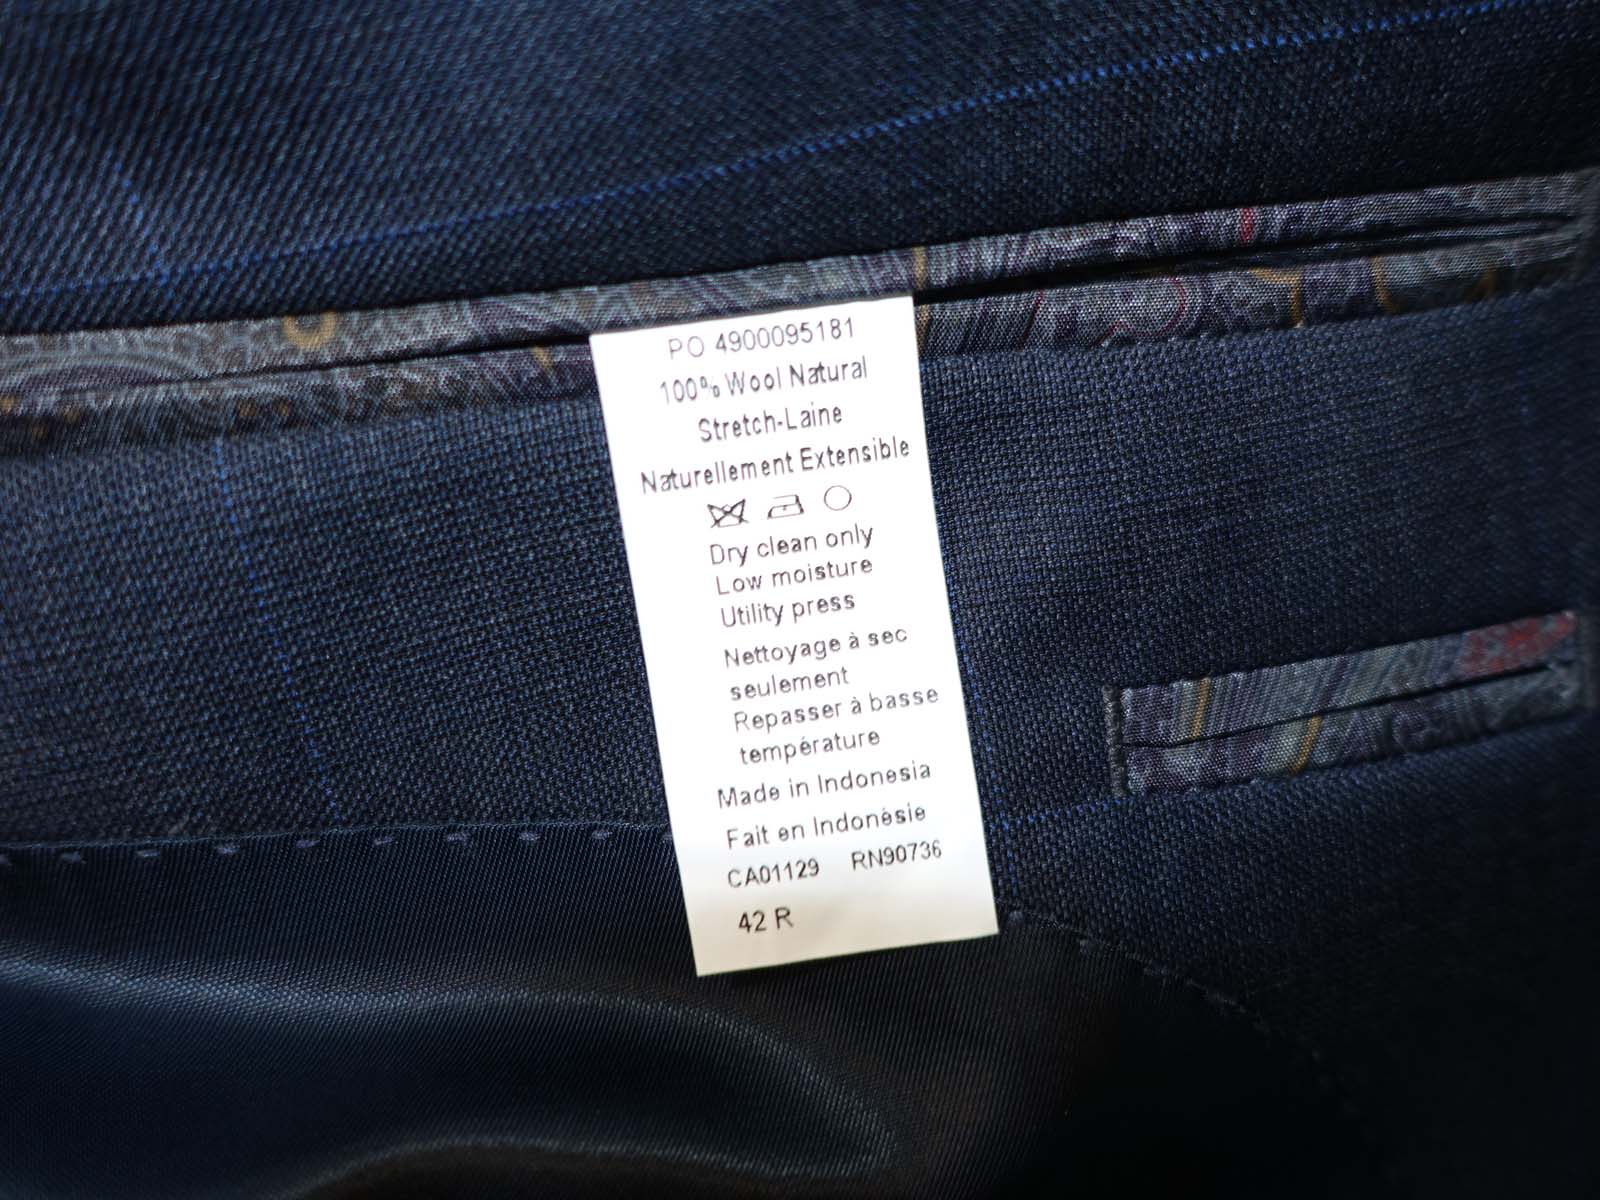 PO 4900095181
100% Wool Natural
Stretch-Laine
Naturellement Extensible
Dry clean only
Low moisture
Utility press
Nettoyage à sec
seulement
Repasser à basse
température
Made in Indonesia
Fait en Indonésie
CA01129 RN90736
42 R